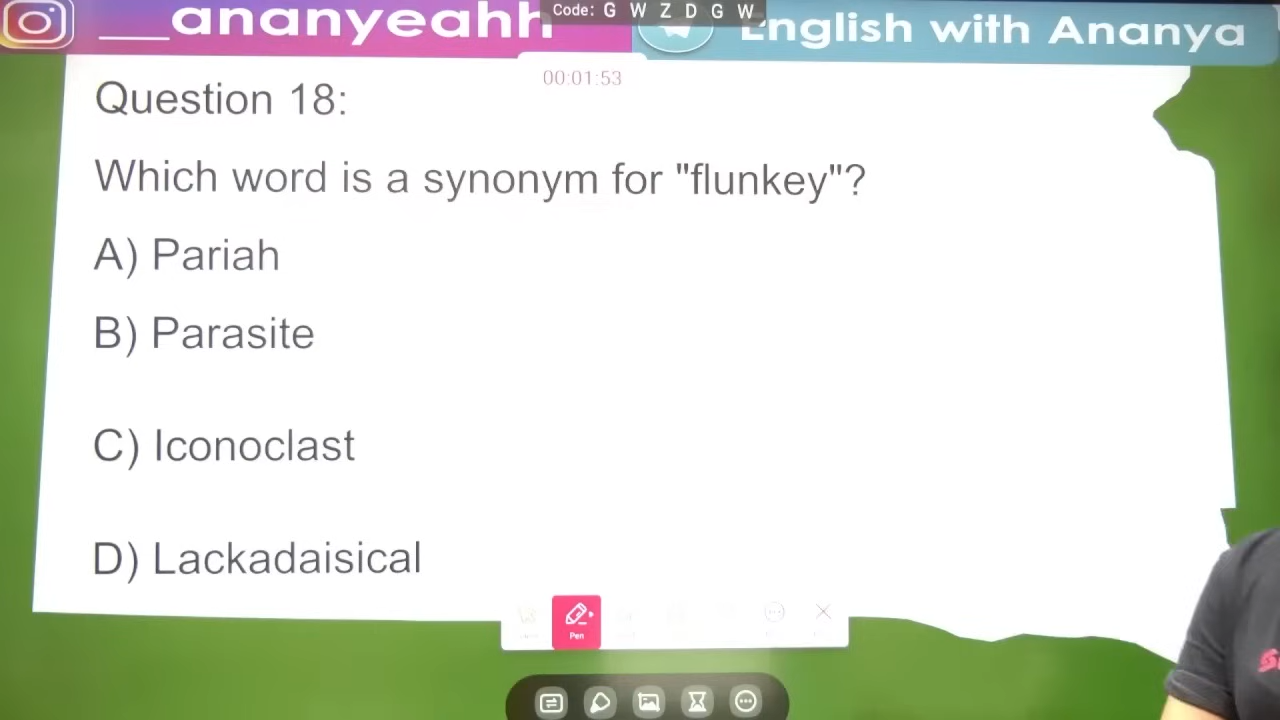 ___ananyeahh
Code: G W Z D G W
English with Ananya
00:01:53
Question 18:
Which word is a synonym for "flunkey"?
A) Pariah
B) Parasite
C) Iconoclast
D) Lackadaisical
Pen